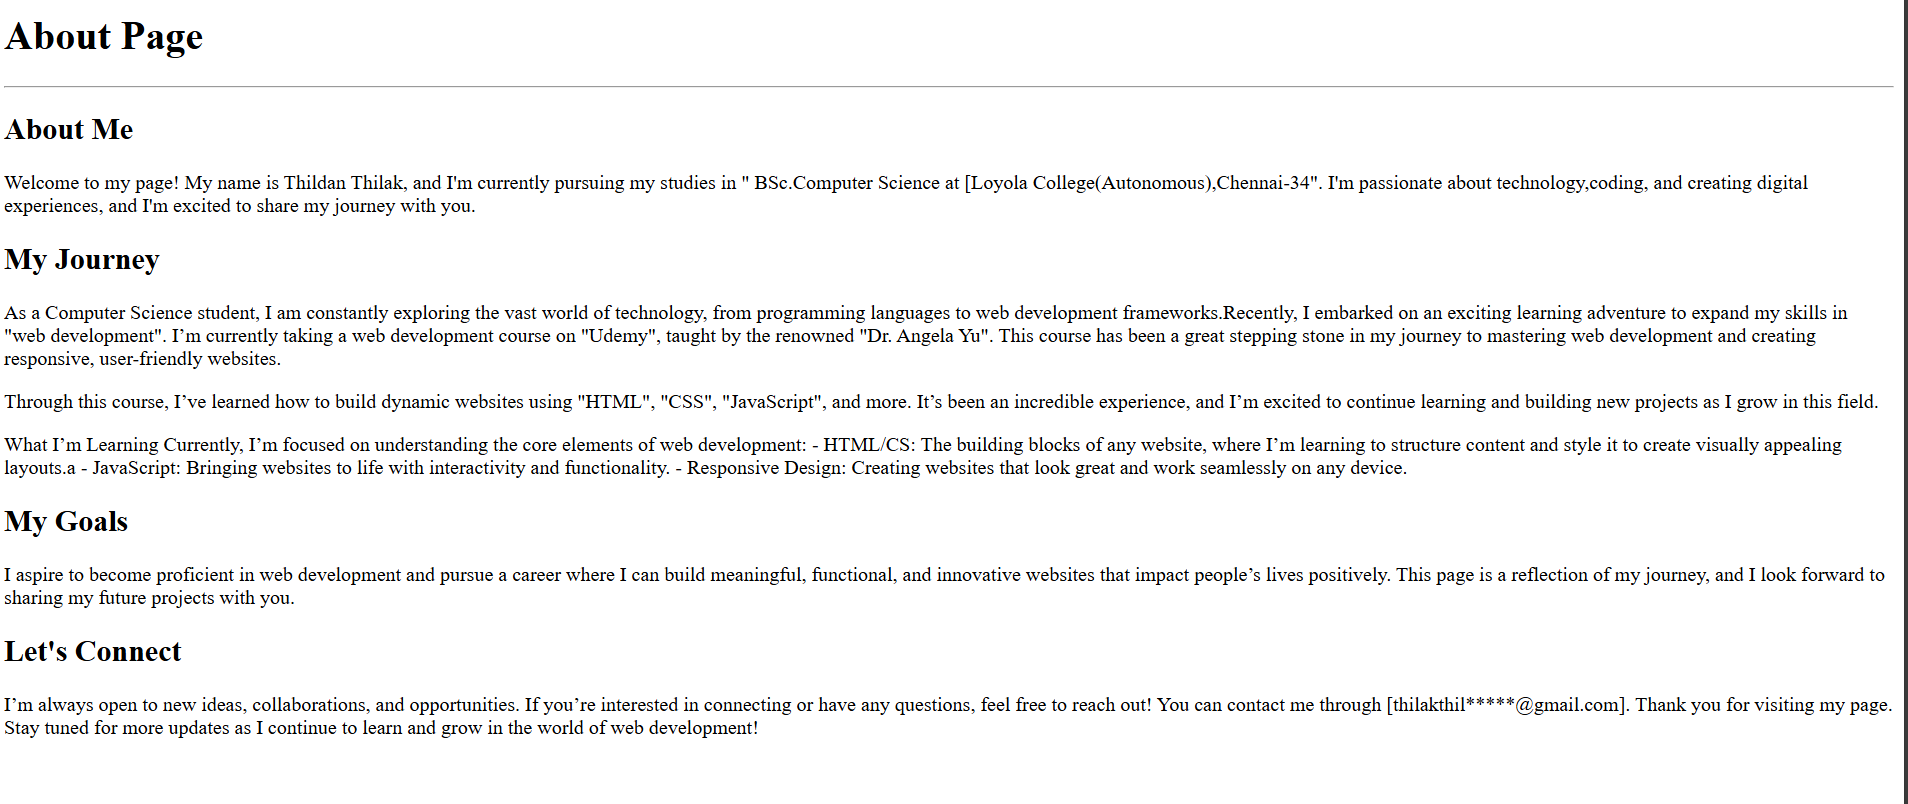 About Page
About Me
Welcome to my page! My name is Thildan Thilak, and I'm currently pursuing my studies in " BSc.Computer Science at [Loyola College(Autonomous),Chennai-34". I'm passionate about technology,coding, and creating digital
experiences, and I'm excited to share my journey with you.
My Journey
As a Computer Science student, I am constantly exploring the vast world of technology, from programming languages to web development frameworks.Recently, I embarked on an exciting learning adventure to expand my skills in
"web development". I’m currently taking a web development course on "Udemy", taught by the renowned "Dr. Angela Yu". This course has been a great stepping stone in my journey to mastering web development and creating
responsive, user-friendly websites.
Through this course, I’ve learned how to build dynamic websites using "HTML", "CSS", "JavaScript", and more. It’s been an incredible experience, and I’m excited to continue learning and building new projects as I grow in this field.
What I’m Learning Currently, I’m focused on understanding the core elements of web development: - HTML/CS: The building blocks of any website, where I’m learning to structure content and style it to create visually appealing
layouts.a - JavaScript: Bringing websites to life with interactivity and functionality. - Responsive Design: Creating websites that look great and work seamlessly on any device.
My Goals
I aspire to become proficient in web development and pursue a career where I can build meaningful, functional, and innovative websites that impact people’s lives positively. This page is a reflection of my journey, and I look forward to
sharing my future projects with you.
Let's Connect
I’m always open to new ideas, collaborations, and opportunities. If you’re interested in connecting or have any questions, feel free to reach out! You can contact me through [thilakthil*****@gmail.com]. Thank you for visiting my page.
Stay tuned for more updates as I continue to learn and grow in the world of web development!